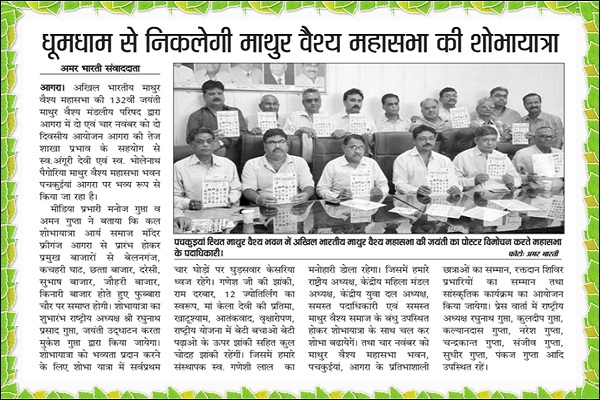 धूमधाम से निकलेगी माथुर वैश्य महासभा की शोभायात्रा
अमर भारती संवाददाता
आगरा। अखिल भारतीय माथुर
वैश्य महासभा की 132वीं जयंती
माथुर वैश्य मंडलीय परिषद द्वारा
आगरा में दो एवं चार नवम्बर को दो
दिवसीय आयोजन आगरा की तेज
शाखा प्रभाव के सहयोग से
स्व.अंगूरी देवी एवं स्व. भोलेनाथ
पैगोरिया माथुर वैश्य महासभा भवन
पचकुईयां आगरा पर भव्य रूप से
किया जा रहा है।
मीडिया प्रभारी मनोज गुप्ता व
अमन गुप्ता ने बताया कि कल
शोभायात्रा आर्य समाज मंदिर
फ्रीगंज आगरा से प्रारंभ होकर
प्रमुख बाजारों से बेलनगंज,
कचहरी घाट, छत्ता बाजार, दरेसी,
सुभाष बाजार, जौहरी बाजार,
किनारी बाजार होते हुए फुब्बारा
चौर पर समाप्त होगी। शोभायात्रा का
शुभारंभ राष्ट्रीय अध्यक्ष श्री रघुनाथ
प्रसाद गुप्ता, जयंती उद्घाटन करता
मुकेश गुप्ता द्वारा किया जायेगा।
शोभायात्रा को भव्यता प्रदान करने
के लिए शोभा यात्रा में सर्वप्रथम
पचकुइयां स्थित माथुर वैश्य भवन में अखिल भारतीय माथुर वैश्य महासभा की जयंती का पोस्टर विमोचन करते महासभा
के पदाधिकारी।
फोटो: अमर भारती
चार घोड़ों पर घुड़सवार केसरिया
ध्वज रहेगे। गणेश जी की झांकी,
राम दरबार, 12 ज्योतिर्लिंग का
स्वरूप, मां केला देवी की प्रतिमा,
खाटूश्याम, आतंकवाद, वृक्षारोपण,
राष्ट्रीय योजना में बेटी बचाओ बेटी
पढ़ाओ के ऊपर झांकी सहित कुल
चोदह झांकी रहेंगी। जिसमें हमारे
संस्थापक स्व. गणेशी लाल का
मनोहारी डोला रहेगा। जिसमें हमारे
राष्ट्रीय अध्यक्ष, केंद्रीय महिला मंडल
अध्यक्ष, केंद्रीय युवा दल अध्यक्ष,
समस्त पदाधिकारी एवं समस्त
माथुर वैश्य समाज के बंधु उपस्थित
होकर शोभायात्रा के साथ चल कर
शोभा बढायेगें। तथा चार नवम्बर को
माथुर वैश्य महासभा भवन,
पचकुइयां, आगरा के प्रतिभाशाली
छात्राओं का सम्मान, रक्तदान शिविर
प्रभारियों का सम्मान तथा
सांस्कृतिक कार्यक्रम का आयोजन
किया जायेगा। प्रेस वार्ता में राष्ट्रीय
अध्यक्ष रघुनाथ गुप्ता, कुलदीप गुप्ता,
कल्यानदास गुप्ता, नरेश गुप्ता,
चन्द्रकान्त गुप्ता, संजीव गुप्ता,
सुधीर गुप्ता, पंकज गुप्ता आदि
उपस्थित रहें।